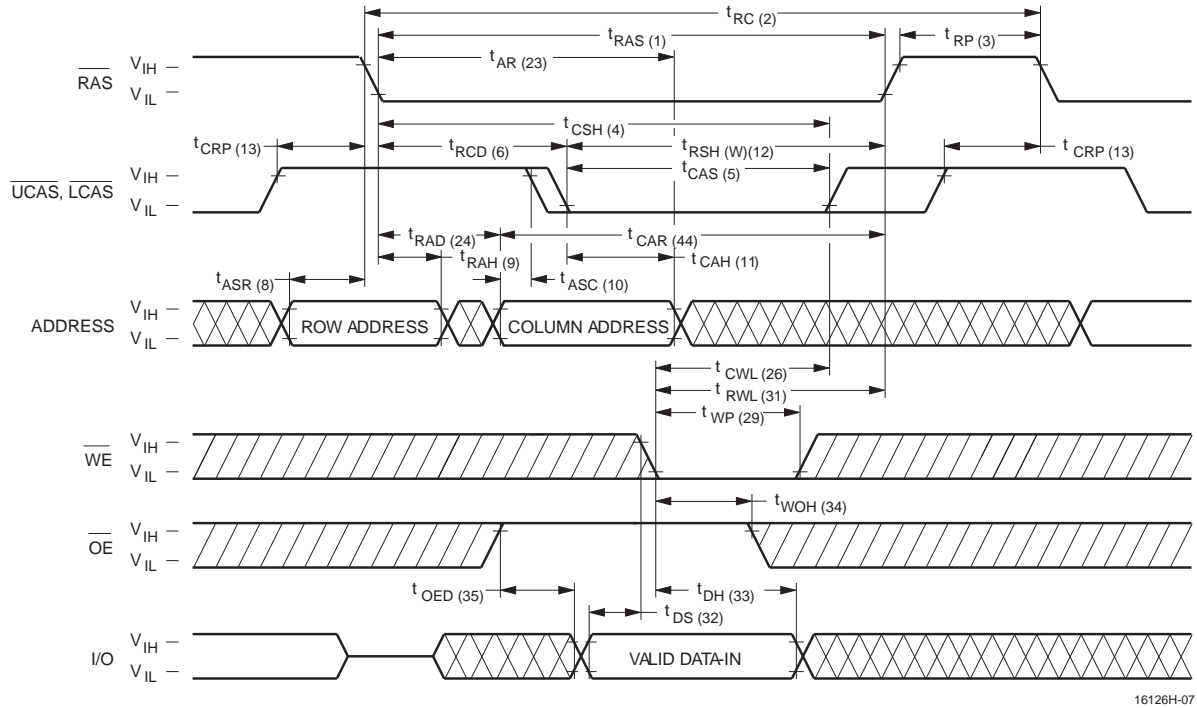 t RC (2)
t RAS (1)
t RP (3)
t AR (23)
RAS
V IH
V IL
t CSH (4)
t CRP (13)
t RCD (6)
t RSH (W)(12)
t CRP (13)
t CAS (5)
UCAS, LCAS
V IH
V IL
t RAD (24)
t CAR (44)
t RAH (9)
t CAH (11)
t ASR (8)
t ASC (10)
ADDRESS
V IH
V IL
ROW ADDRESS
COLUMN ADDRESS
t CWL (26)
t RWL (31)
t WP (29)
WE
V IH
V IL
t WOH (34)
OE
V IH
V IL
t OED (35)
t DH (33)
t DS (32)
I/O
V IH
V IL
VALID DATA-IN
16126H-07